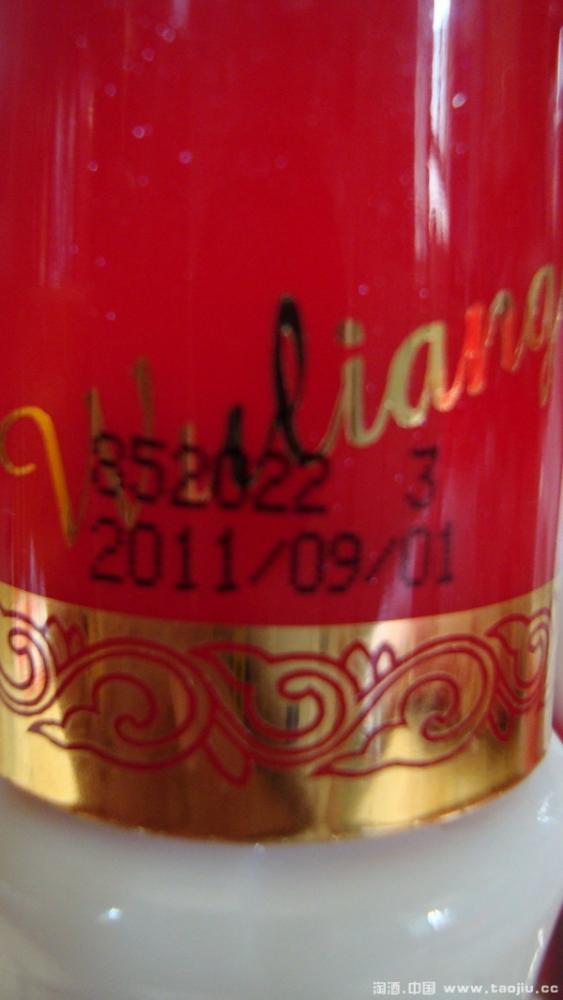 Wuliang
852022 3
2011/09/01
淘酒.中国 www.taojiu.cc